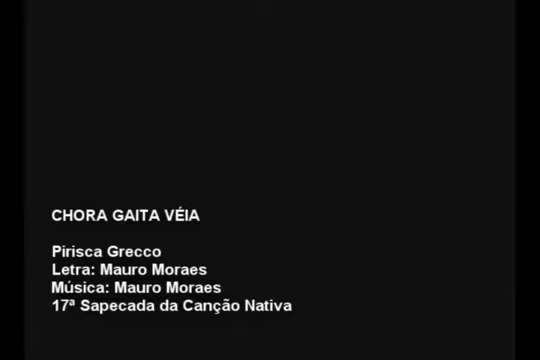 CHORA GAITA VÉIA
Pirisca Grecco
Letra: Mauro Moraes
Música: Mauro Moraes
17ª Sapecada da Canção Nativa